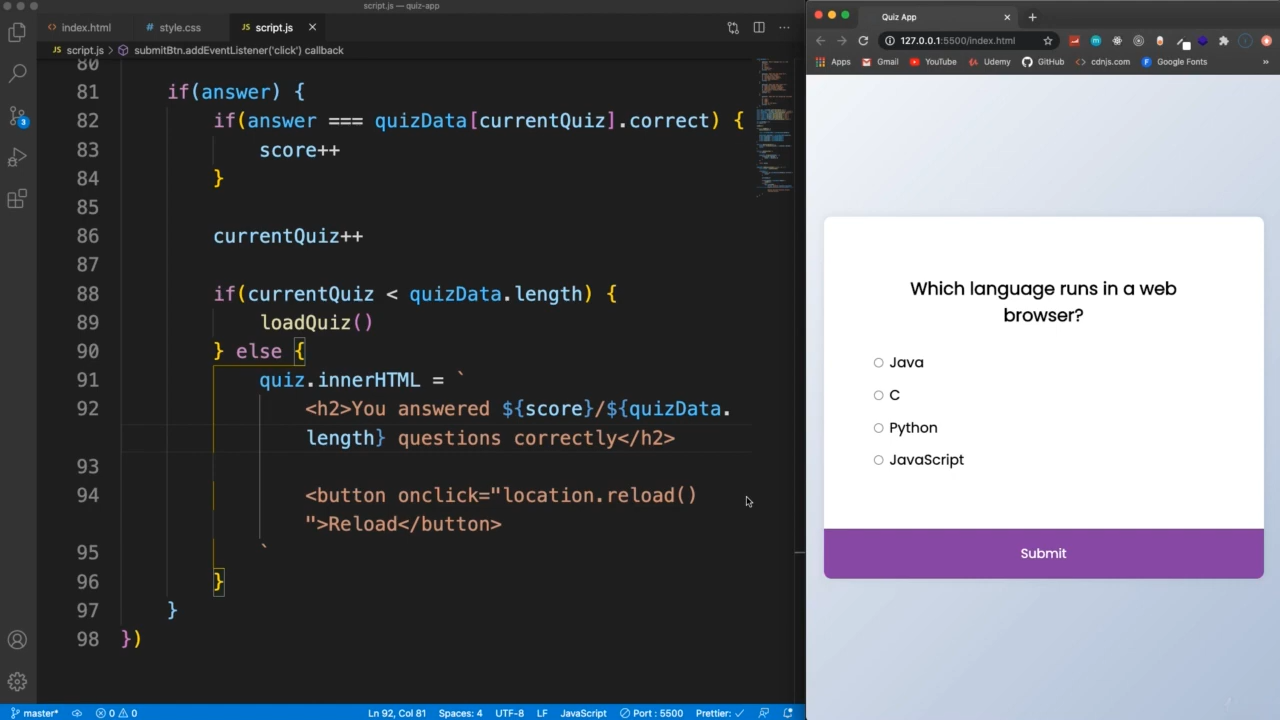 script.js — quiz-app
index.html
style.css
JS script.js
JS script.js > submitBtn.addEventListener('click') callback
80
81 if(answer) {
82 if(answer === quizData[currentQuiz].correct) {
83 score++
84 }
85
86 currentQuiz++
87
88 if(currentQuiz < quizData.length) {
89 loadQuiz()
90 } else {
91 quiz.innerHTML = `
92 <h2>You answered ${score}/${quizData.
length} questions correctly</h2>
93
94 <button onclick="location.reload()
">Reload</button>
95 `
96 }
97 }
98 })
3
master* 0 0 Ln 92, Col 81 Spaces: 4 UTF-8 LF JavaScript Port : 5500 Prettier: ✓
Quiz App
127.0.0.1:5500/index.html
Apps Gmail YouTube Udemy GitHub cdnjs.com Google Fonts »
Which language runs in a web
browser?
Java
C
Python
JavaScript
Submit